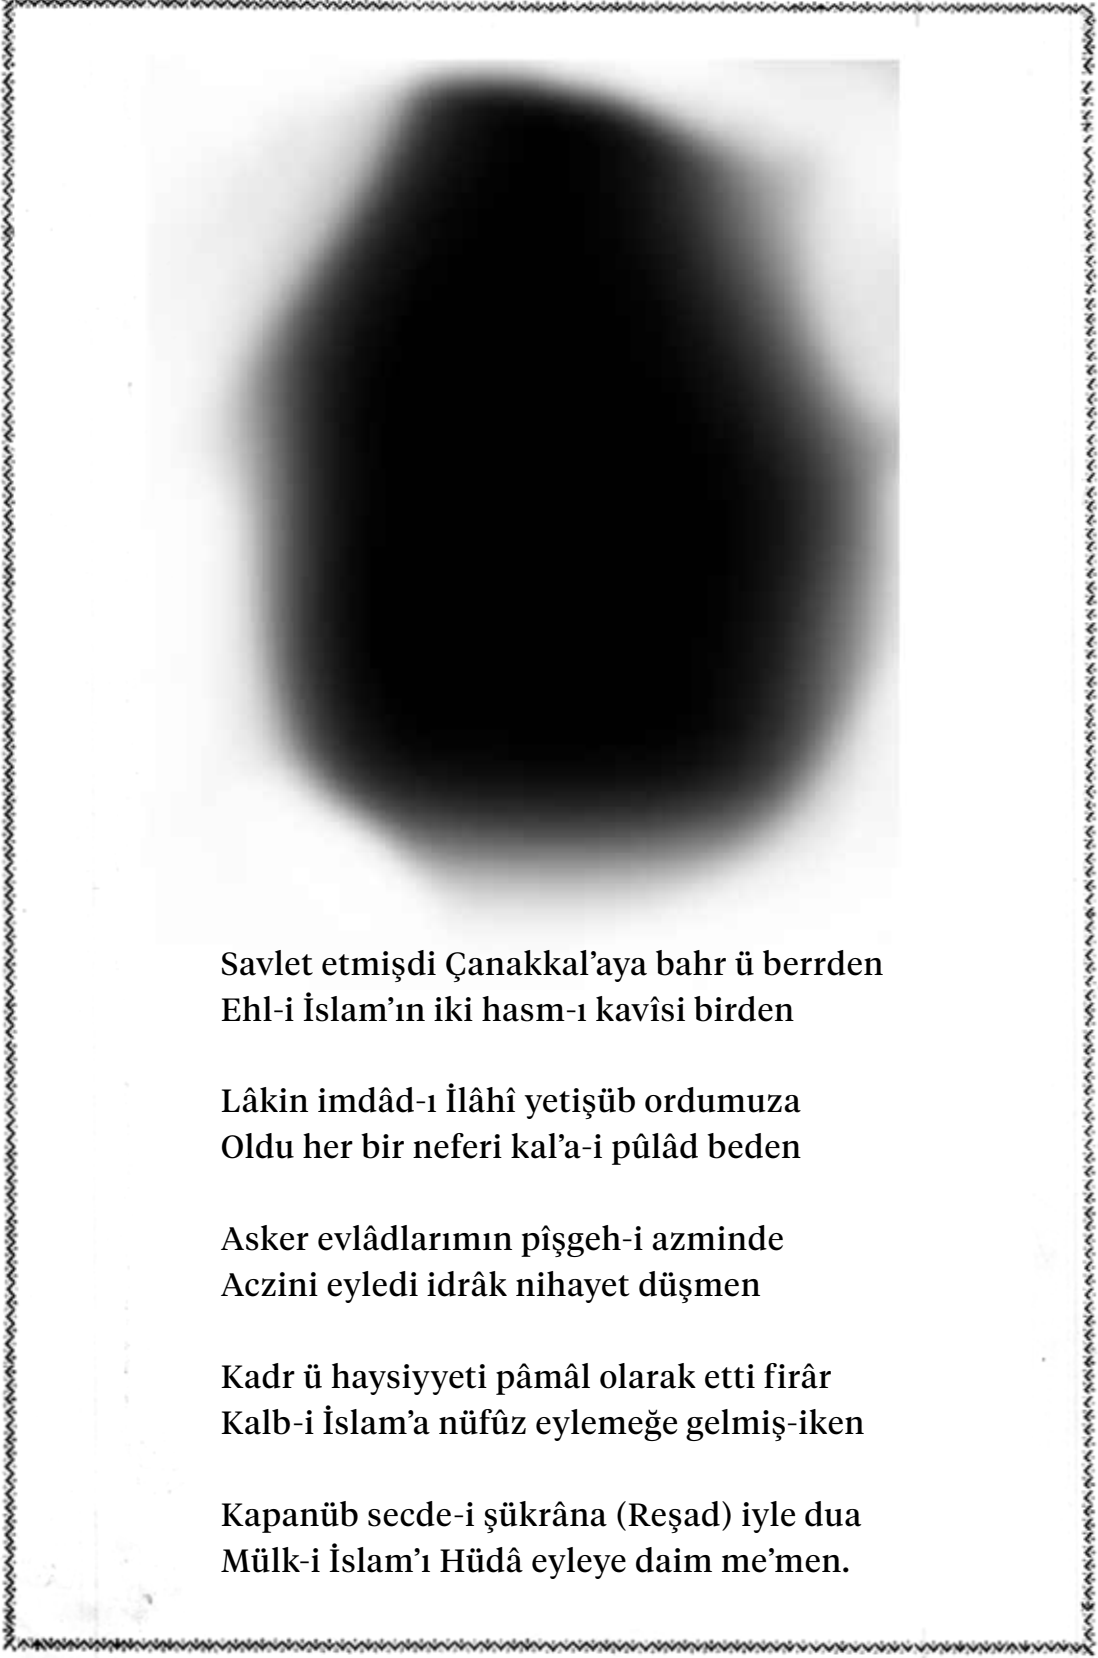 Savlet etmişdi Çanakkal’aya bahr ü berrden
Ehl-i İslam’ın iki hasm-ı kavîsi birden
Lâkin imdâd-ı İlâhî yetişüb ordumuza
Oldu her bir neferi kal’a-i pûlâd beden
Asker evlâdlarımın pîşgeh-i azminde
Aczini eyledi idrâk nihayet düşmen
Kadr ü haysiyyeti pâmâl olarak etti firâr
Kalb-i İslam’a nüfûz eylemeğe gelmiş-iken
Kapanüb secde-i şükrâna (Reşad) iyle dua
Mülk-i İslam’ı Hüdâ eyleye daim me’men.